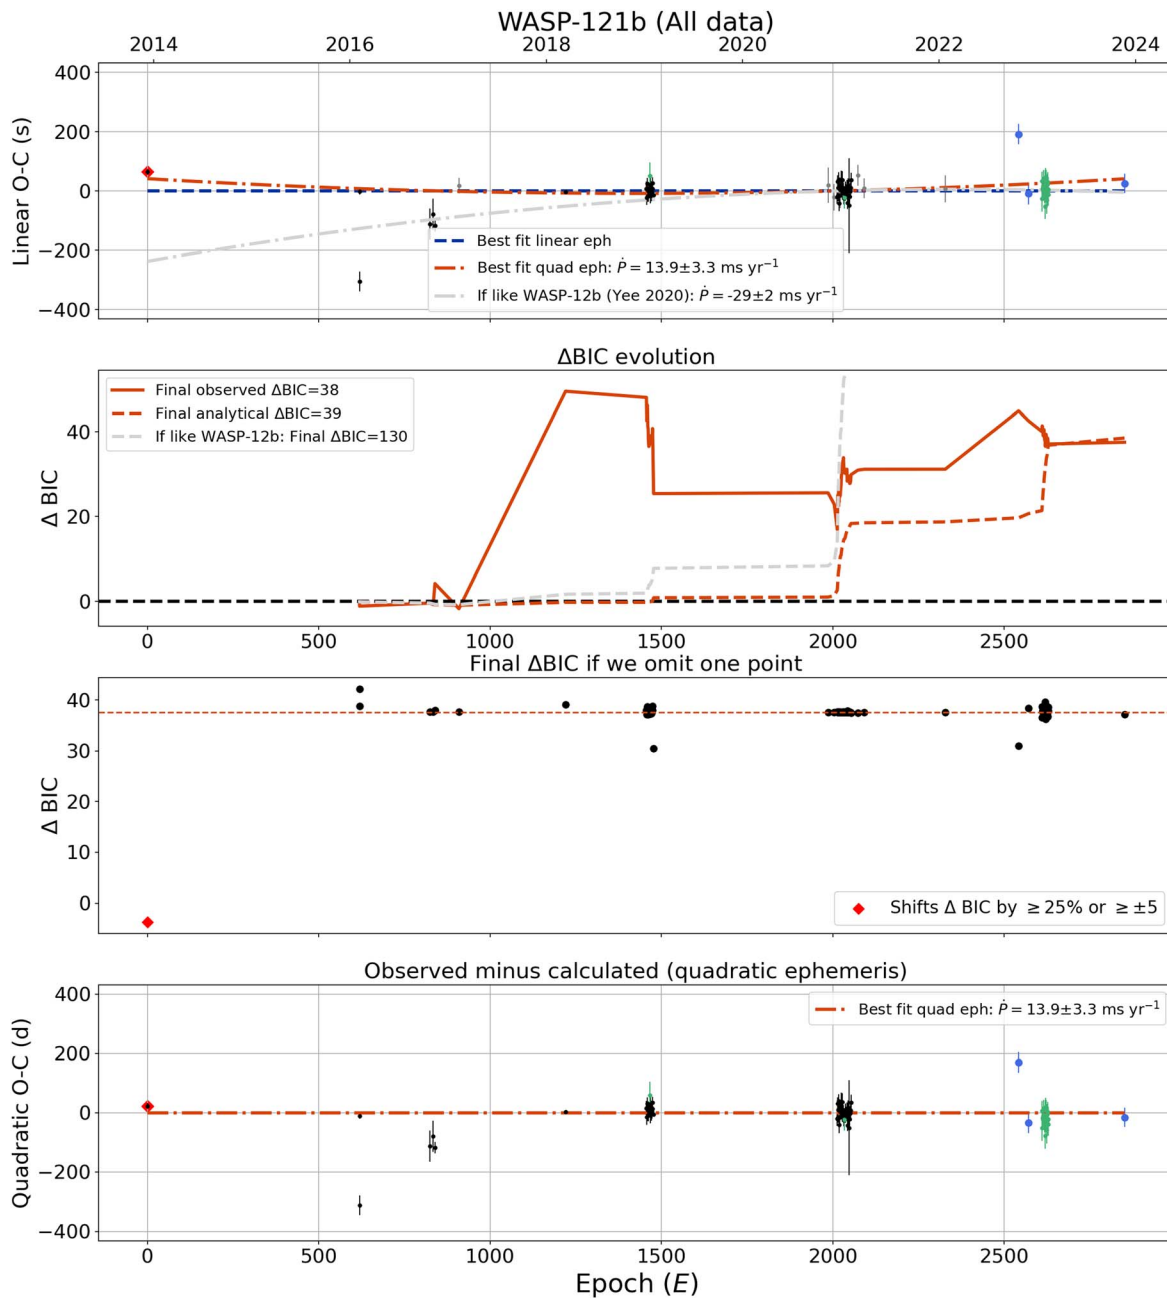 WASP-121b (All data)
2014 2016 2018 2020 2022 2024
Linear O-C (s)
400
200
0
−200
−400
Best fit linear eph
Best fit quad eph: Ṗ = 13.9±3.3 ms yr⁻¹
If like WASP-12b (Yee 2020): Ṗ = -29±2 ms yr⁻¹
ΔBIC evolution
Δ BIC
40
20
0
Final observed ΔBIC=38
Final analytical ΔBIC=39
If like WASP-12b: Final ΔBIC=130
0 500 1000 1500 2000 2500
Final ΔBIC if we omit one point
Δ BIC
40
30
20
10
0
Shifts Δ BIC by ≥25% or ≥±5
Observed minus calculated (quadratic ephemeris)
Quadratic O-C (d)
400
200
0
−200
−400
Best fit quad eph: Ṗ = 13.9±3.3 ms yr⁻¹
0 500 1000 1500 2000 2500
Epoch (E)